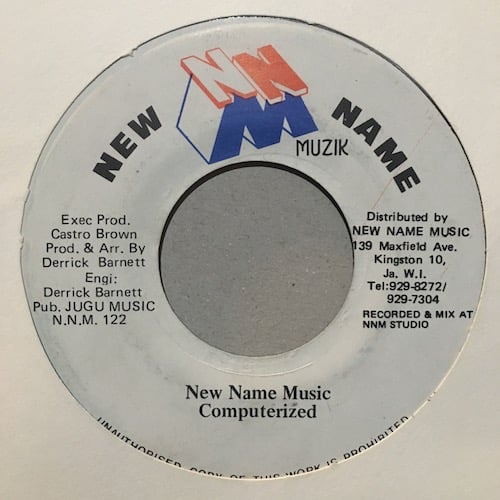 NNM
MUZIK
NEW NAME
Exec Prod.
Castro Brown
Prod. & Arr. By
Derrick Barnett
Engi:
Derrick Barnett
Pub. JUGU MUSIC
N.N.M. 122
Distributed by
NEW NAME MUSIC
139 Maxfield Ave.
Kingston 10,
Ja. W.I.
Tel:929-8272/
929-7304
RECORDED & MIX AT
NNM STUDIO
New Name Music
Computerized
UNAUTHORISED COPY OF THIS WORK IS PROHIBITED